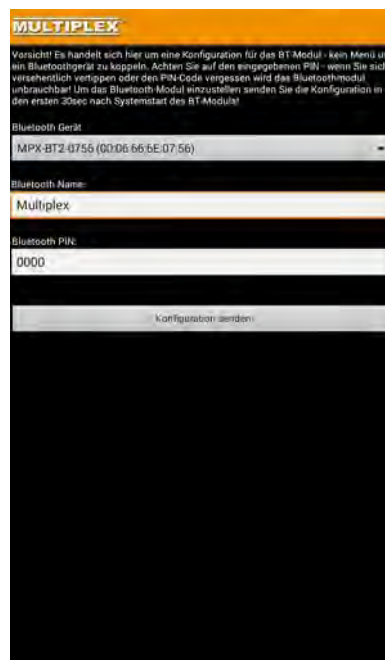 MULTIPLEX
Vorsicht! Es handelt sich hier um eine Konfiguration für das BT-Modul - kein Menü u
ein Bluetoothgerät zu koppeln. Achten Sie auf den eingegebenen PIN - wenn Sie sich
versehentlich vertippen oder den PIN-Code vergessen wird das Bluetoothmodul
unbrauchbar! Um das Bluetooth-Modul einzustellen senden Sie die Konfiguration in
den ersten 30sec nach Systemstart des BT-Moduls!
Bluetooth Gerät
MPX-BT2-0756 (00:06:66:6E:07:56)
Bluetooth Name:
Multiplex
Bluetooth PIN:
0000
Konfiguration senden